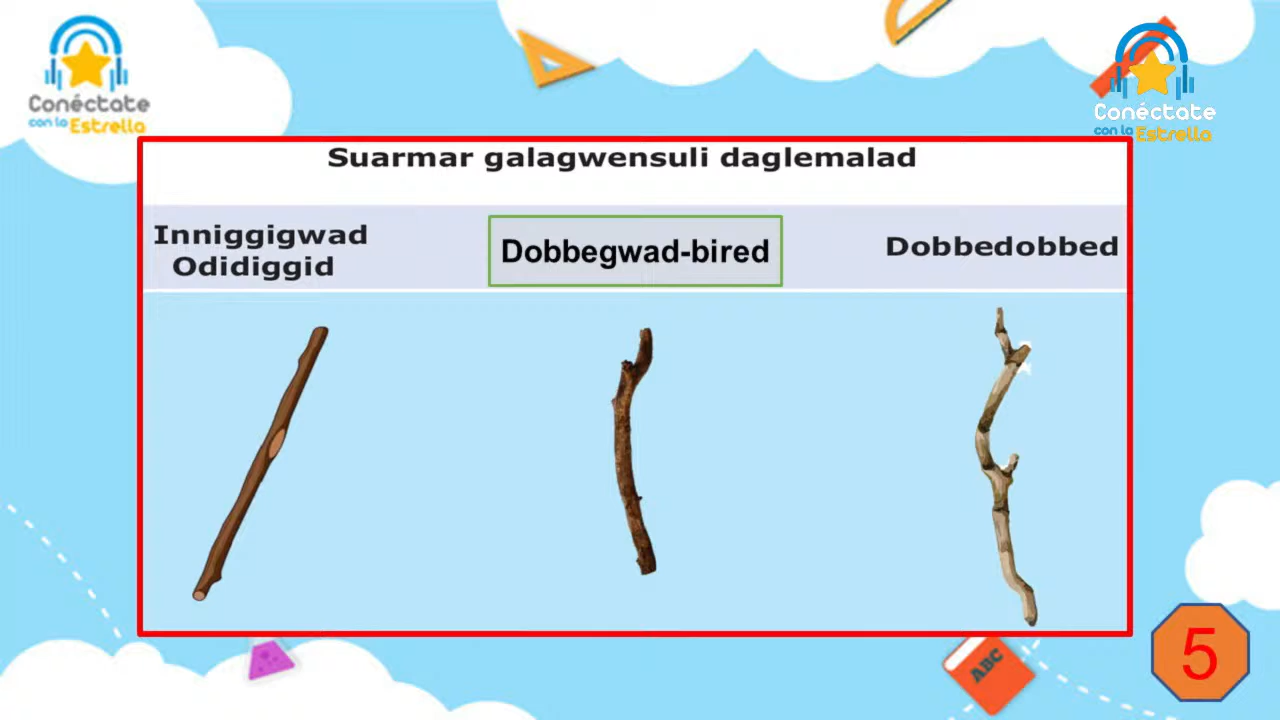 Conéctate
con la Estrella
Conéctate
con la Estrella
Suarmar galagwensuli daglemalad
Inniggigwad
Odidiggid
Dobbegwad-bired
Dobbedobbed
ABC
5